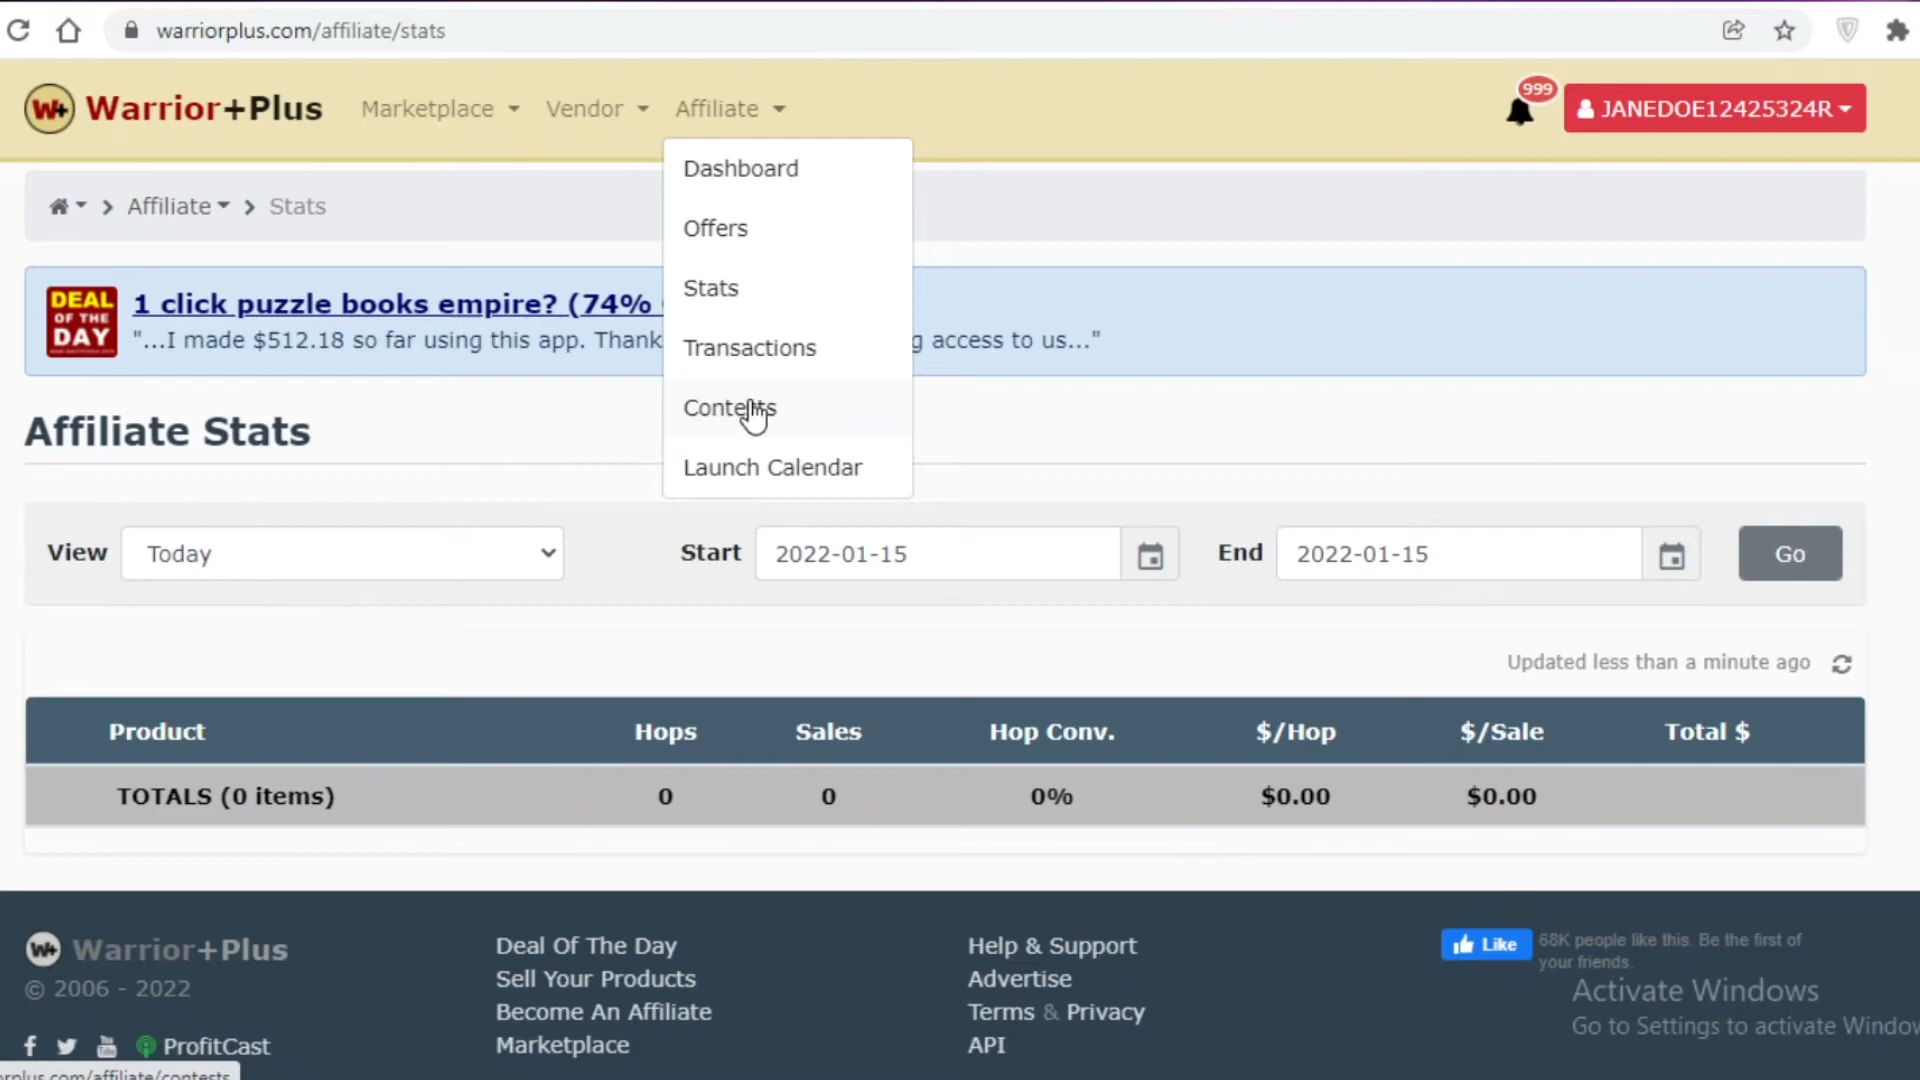 warriorplus.com/affiliate/stats
W+ Warrior+Plus Marketplace Vendor Affiliate 999 JANEDOE12425324R
Dashboard
Affiliate Stats
Offers
DEAL OF THE DAY
1 click puzzle books empire? (74%
Stats
"...I made $512.18 so far using this app. Thank access to us..."
Transactions
Contests
Affiliate Stats
Launch Calendar
View Today Start 2022-01-15 End 2022-01-15 Go
Updated less than a minute ago
Product Hops Sales Hop Conv. $/Hop $/Sale Total $
TOTALS (0 items) 0 0 0% $0.00 $0.00
W+ Warrior+Plus
© 2006 - 2022
ProfitCast
Deal Of The Day
Sell Your Products
Become An Affiliate
Marketplace
Help & Support
Advertise
Terms & Privacy
API
Like 68K people like this. Be the first of
your friends.
Activate Windows
Go to Settings to activate Window
orplus.com/affiliate/contests